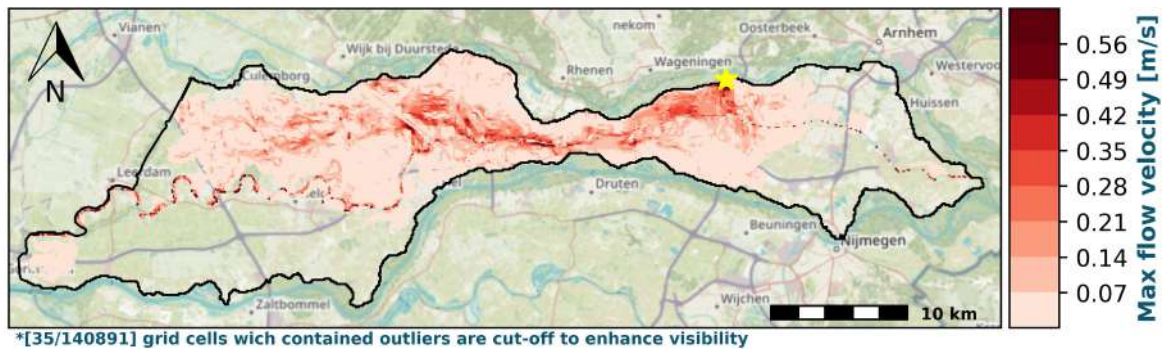 Vianen
Oosterbeek
nekom
Arnhem
Wijk bij Duursted
Wageningen
Westervoo
Culemborg
Rhenen
N
Huissen
Leerdam
Druten
Beuningen
Nijmegen
Zaltbommel
Wijchen
10 km
0.56
0.49
0.42
0.35
0.28
0.21
0.14
0.07
Max flow velocity [m/s]
*[35/140891] grid cells wich contained outliers are cut-off to enhance visibility